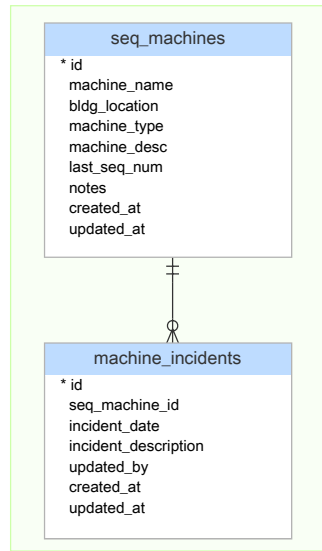 seq_machines
* id
machine_name
bldg_location
machine_type
machine_desc
last_seq_num
notes
created_at
updated_at
machine_incidents
* id
seq_machine_id
incident_date
incident_description
updated_by
created_at
updated_at